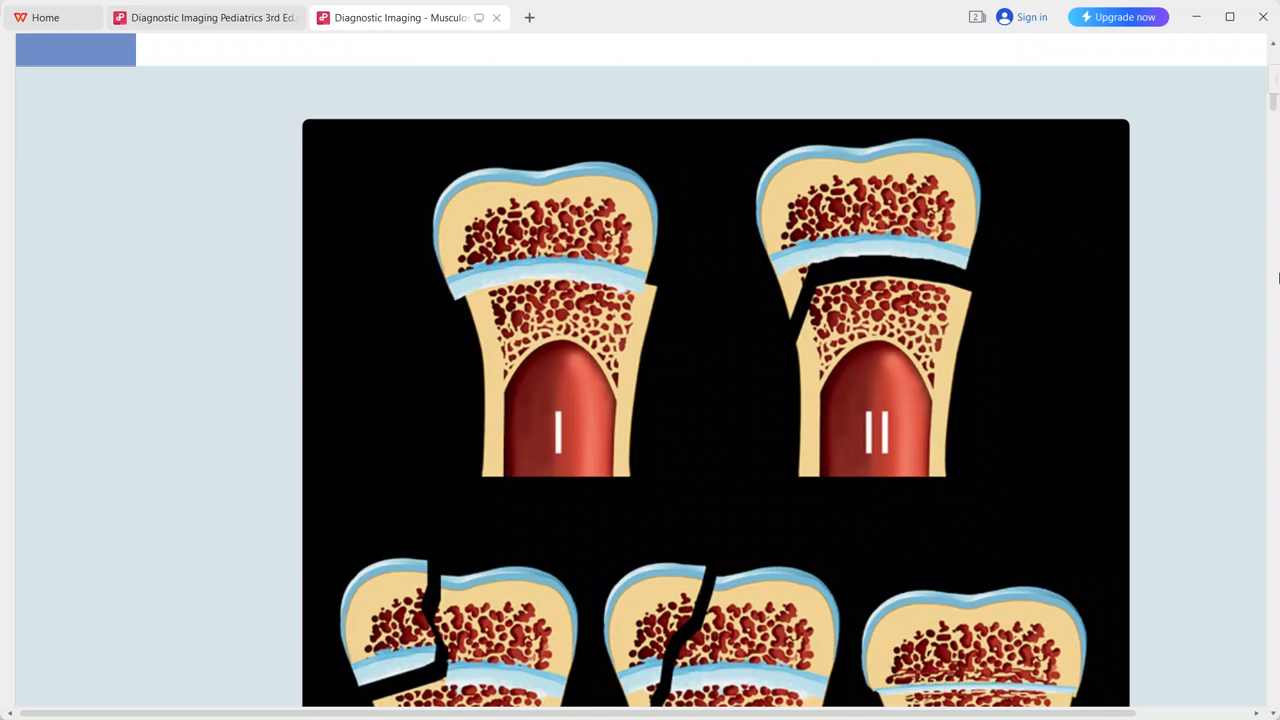 Home
Diagnostic Imaging Pediatrics 3rd Ed.
Diagnostic Imaging - Musculo
2
Sign in
Upgrade now
I
II